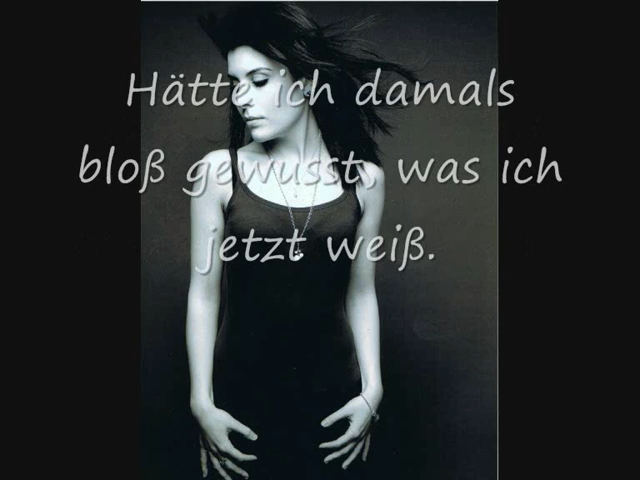 Hätte ich damals
bloß gewusst, was ich
jetzt weiß.